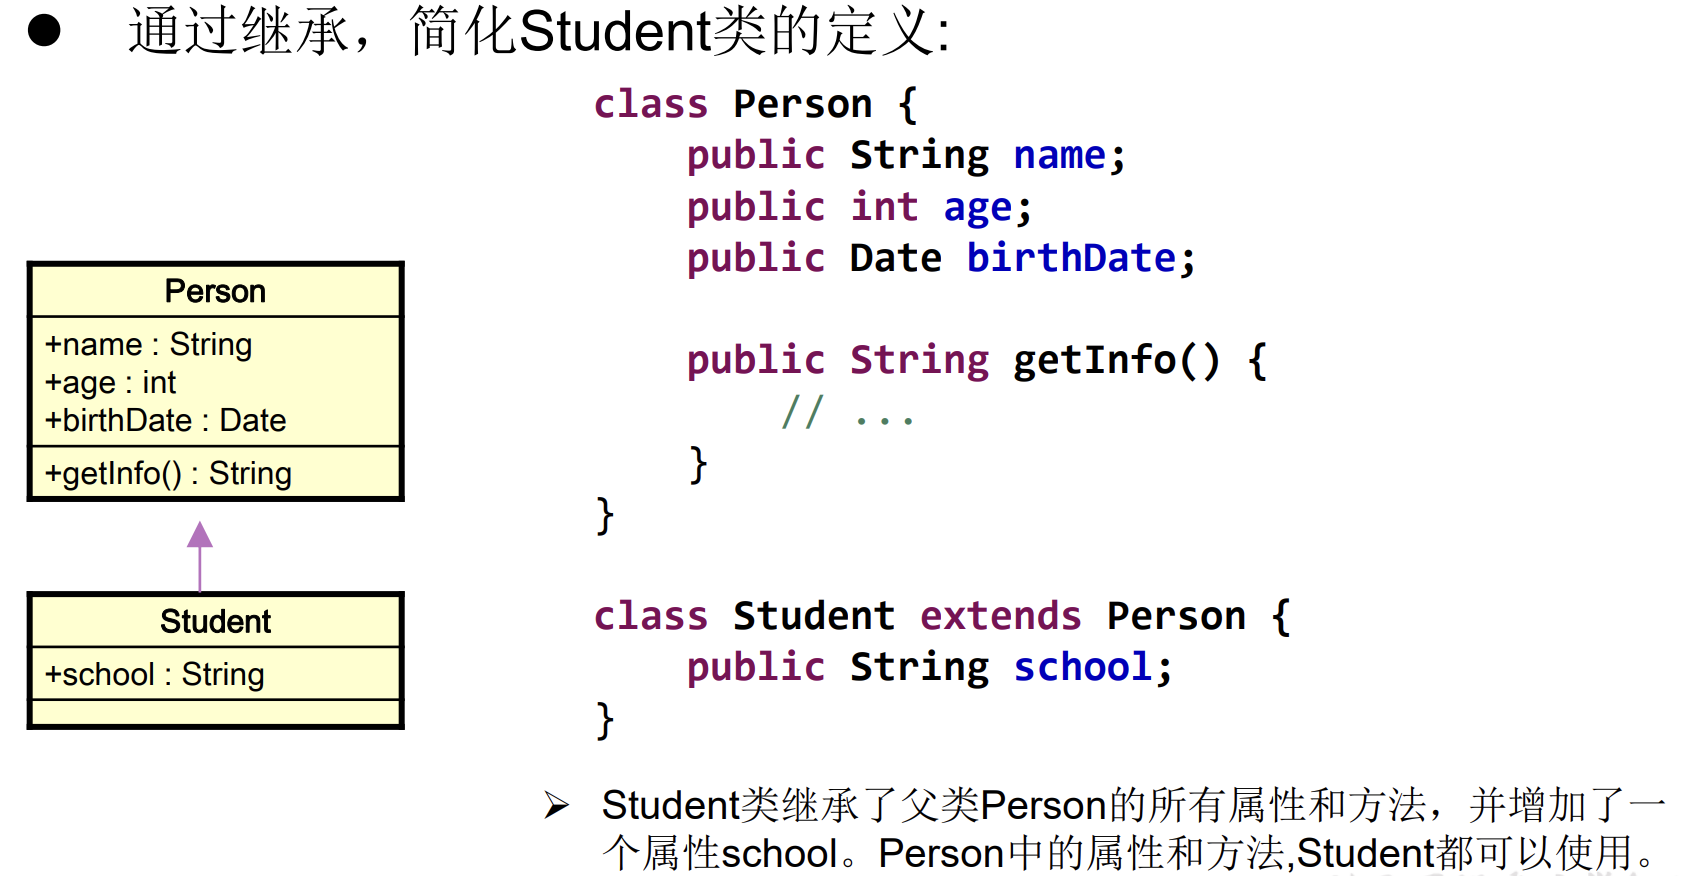 ● 通过继承，简化Student类的定义:
class Person {
public String name;
public int age;
public Date birthDate;
public String getInfo() {
// ...
}
}
class Student extends Person {
public String school;
}
Person
+name : String
+age : int
+birthDate : Date
+getInfo() : String
Student
+school : String
➢ Student类继承了父类Person的所有属性和方法，并增加了一
个属性school。Person中的属性和方法,Student都可以使用。